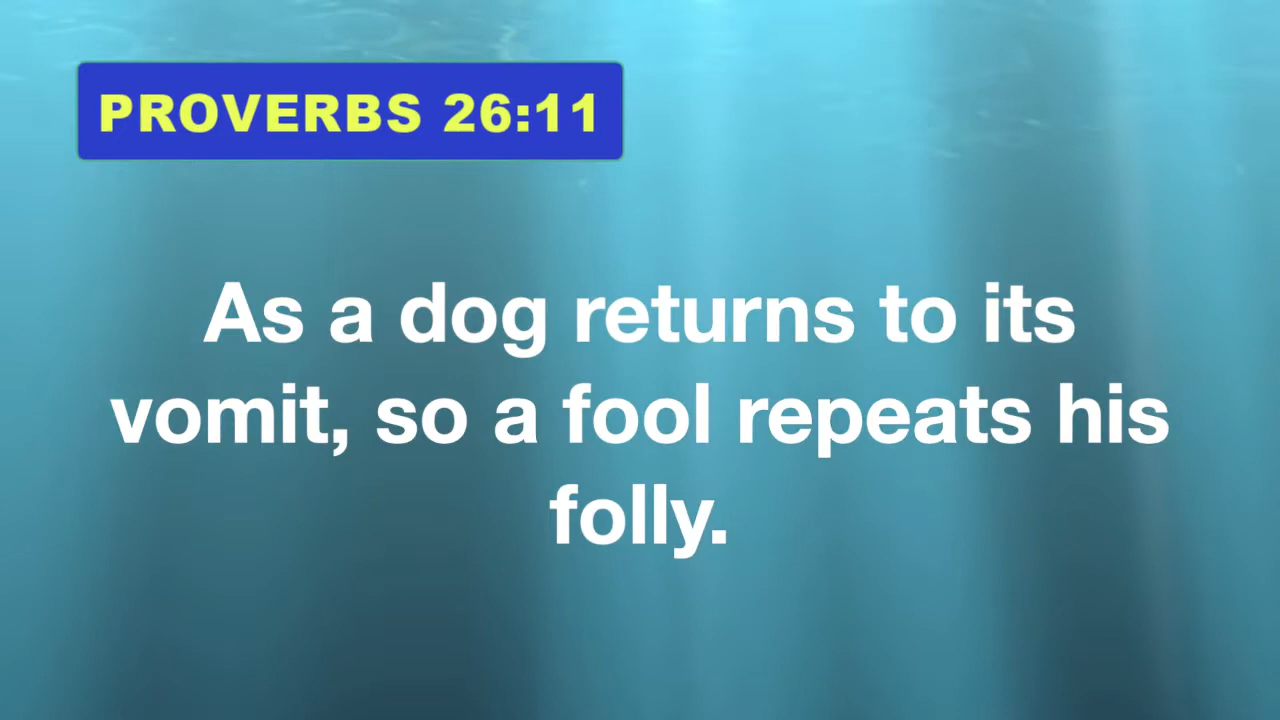 PROVERBS 26:11
As a dog returns to its
vomit, so a fool repeats his
folly.